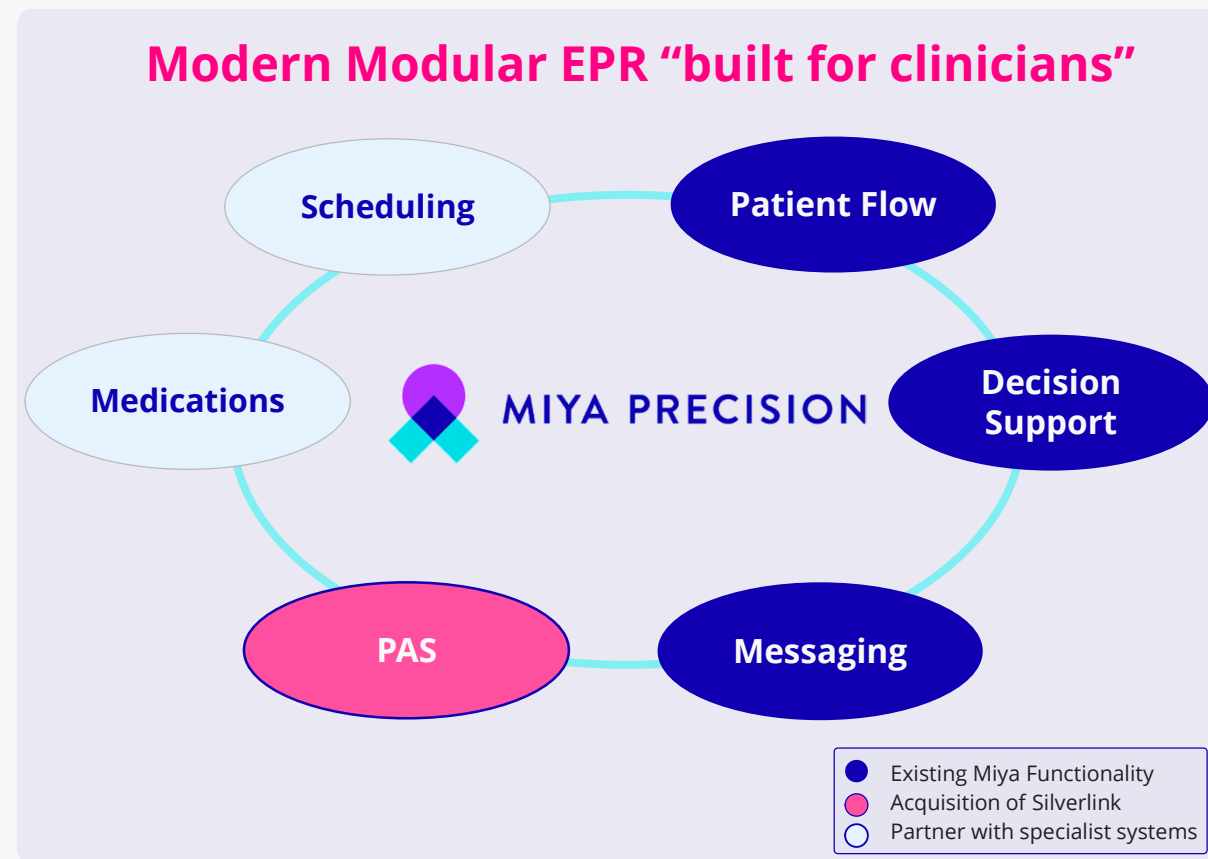 Modern Modular EPR “built for clinicians”
Scheduling
Patient Flow
Medications
MIYA PRECISION
Decision
Support
PAS
Messaging
Existing Miya Functionality
Acquisition of Silverlink
Partner with specialist systems